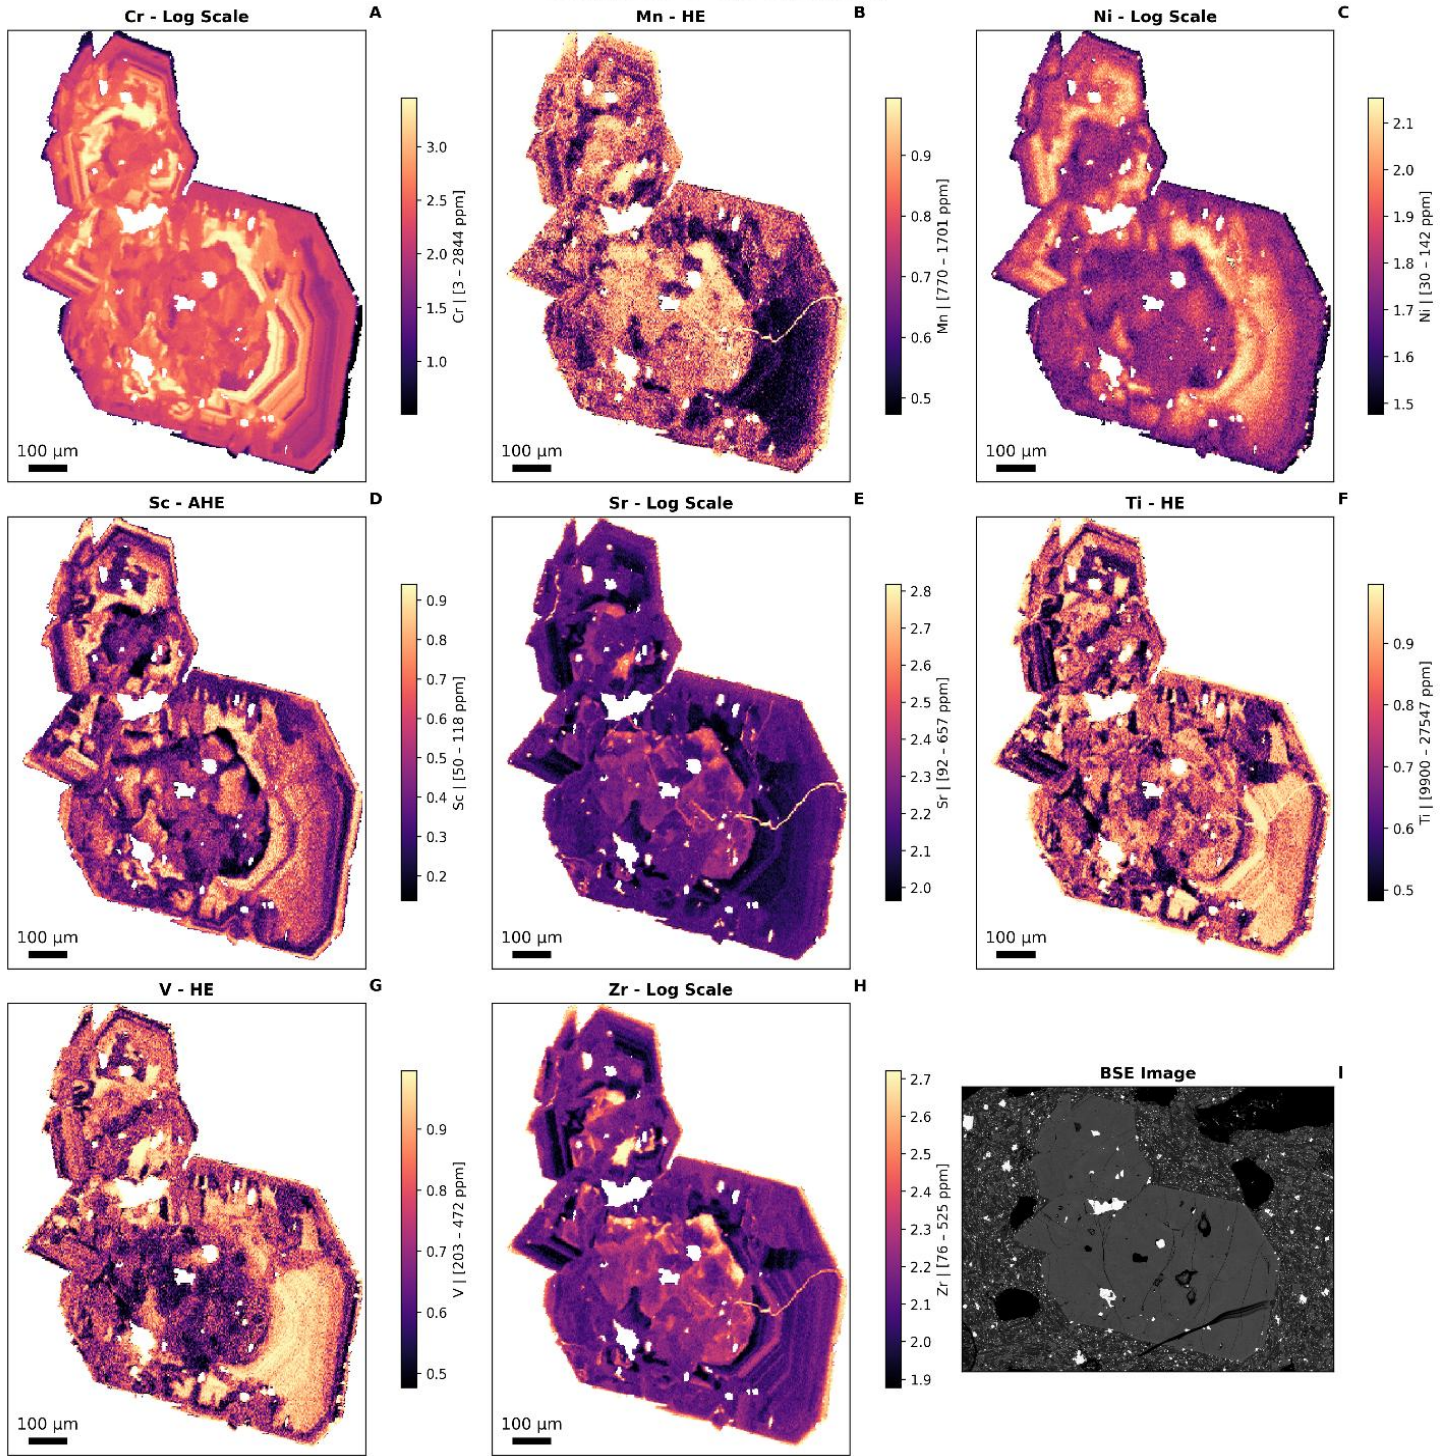 Cr - Log Scale
A
3.0
2.5
2.0
1.5
1.0
Cr | [3 – 2844 ppm]
100 µm
Mn - HE
B
0.9
0.8
0.7
0.6
0.5
Mn | [770 – 1701 ppm]
100 µm
Ni - Log Scale
C
2.1
2.0
1.9
1.8
1.7
1.6
1.5
Ni | [30 – 142 ppm]
100 µm
Sc - AHE
D
0.9
0.8
0.7
0.6
0.5
0.4
0.3
0.2
Sc | [50 – 118 ppm]
100 µm
Sr - Log Scale
E
2.8
2.7
2.6
2.5
2.4
2.3
2.2
2.1
2.0
Sr | [92 – 657 ppm]
100 µm
Ti - HE
F
0.9
0.8
0.7
0.6
0.5
Ti | [9900 – 27547 ppm]
100 µm
V - HE
G
0.9
0.8
0.7
0.6
0.5
V | [203 – 472 ppm]
100 µm
Zr - Log Scale
H
2.7
2.6
2.5
2.4
2.3
2.2
2.1
2.0
1.9
Zr | [76 – 525 ppm]
100 µm
BSE Image
I